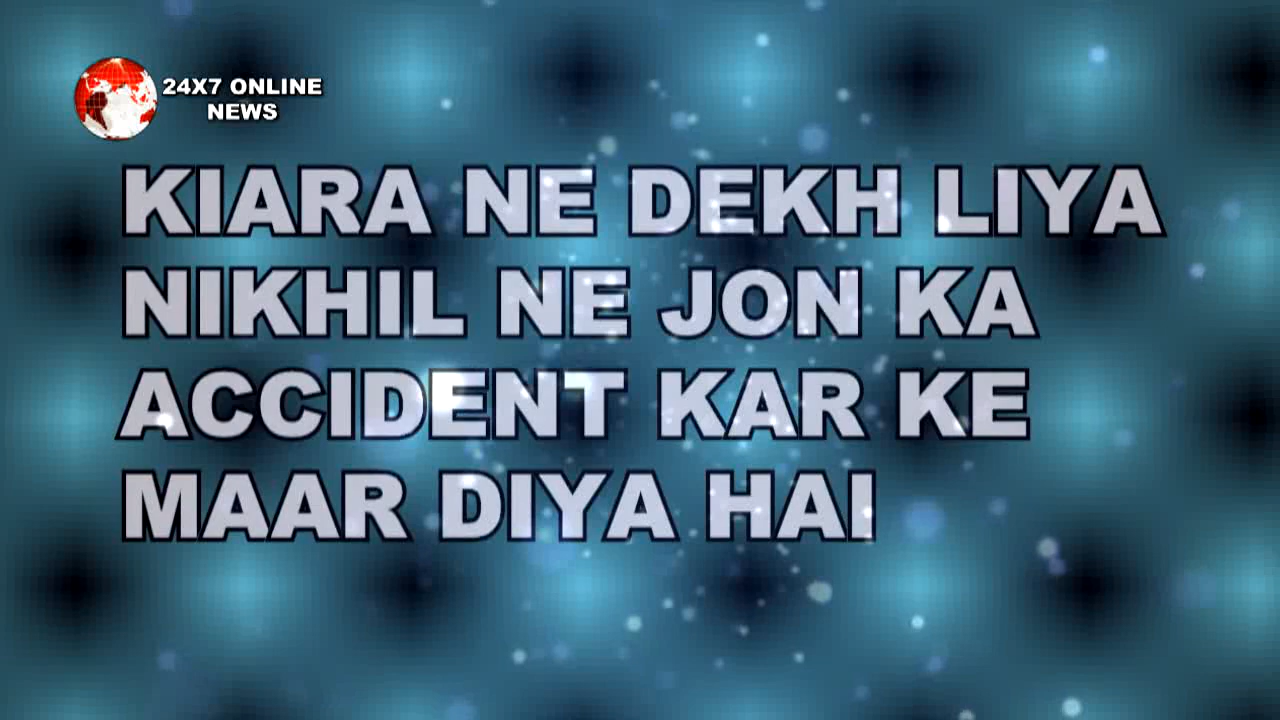 24X7 ONLINE
NEWS
KIARA NE DEKH LIYA
NIKHIL NE JON KA
ACCIDENT KAR KE
MAAR DIYA HAI